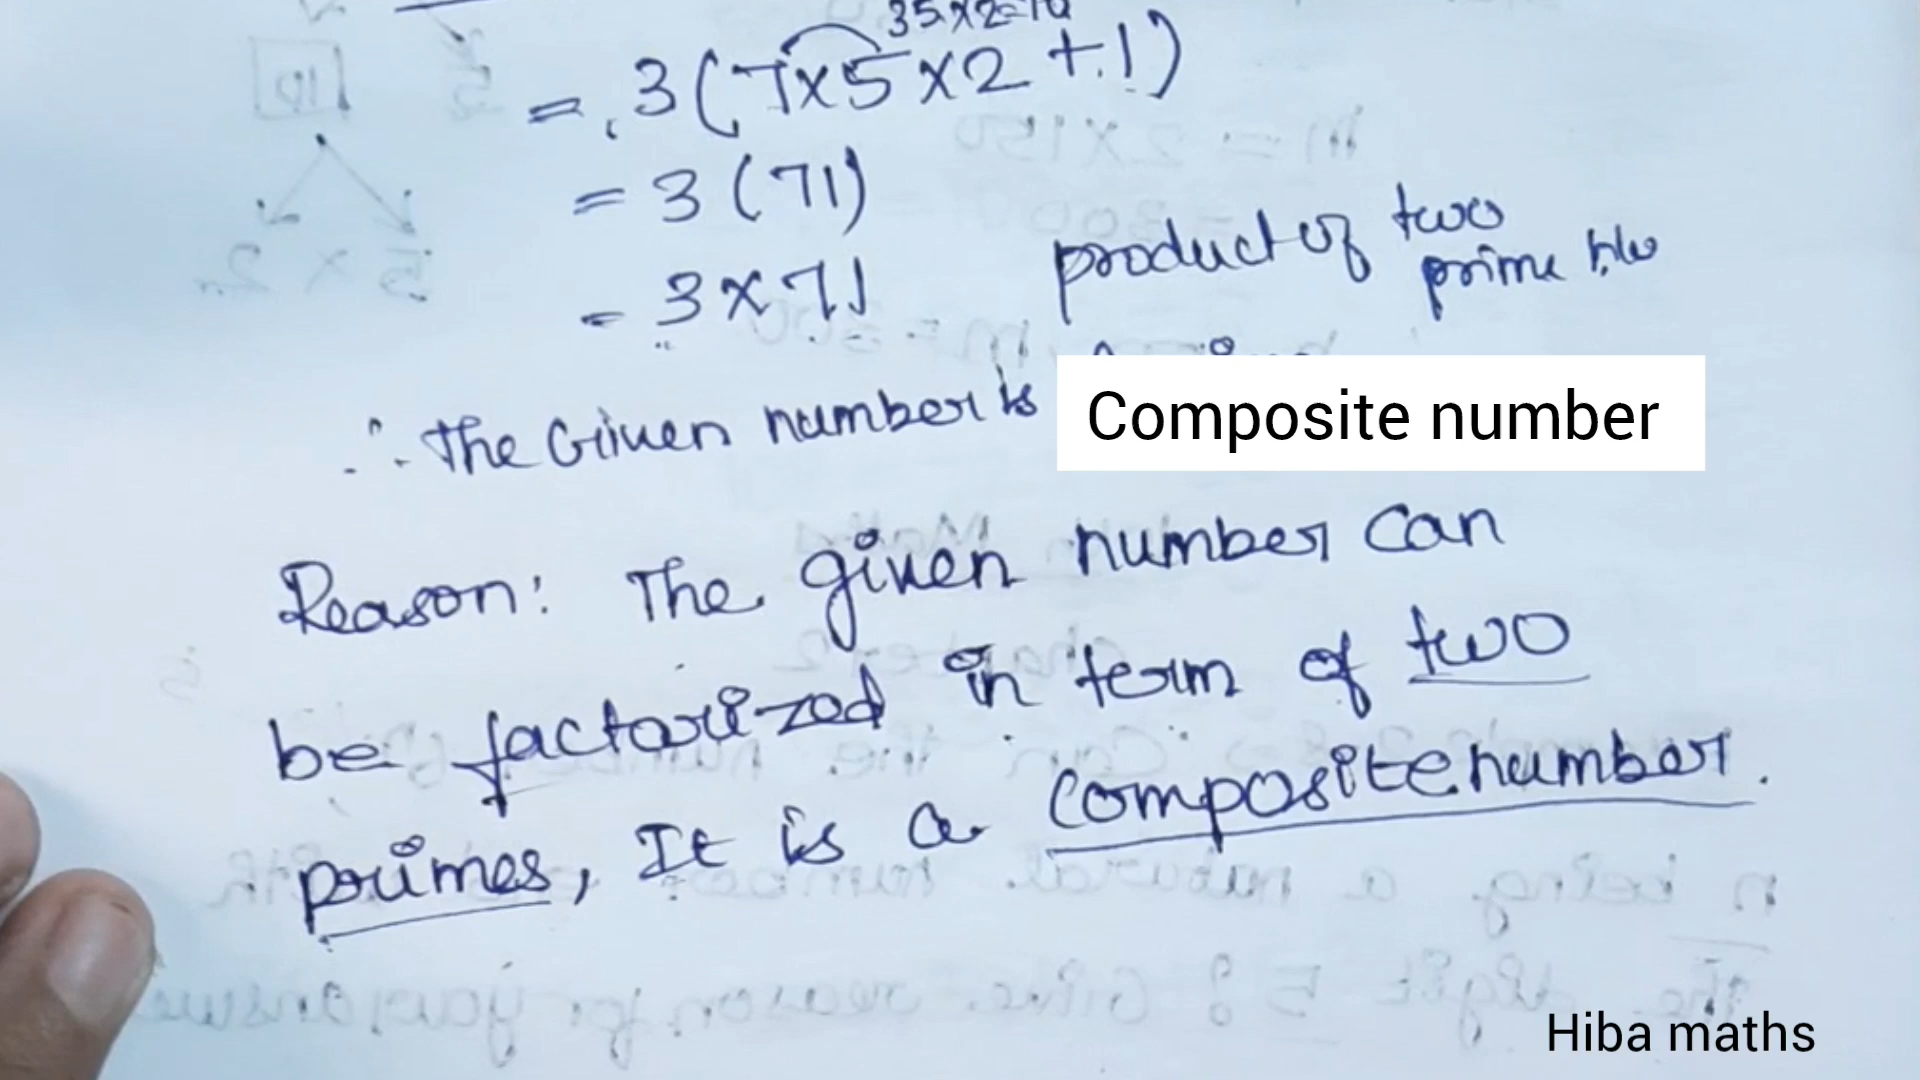 35×2=70
= 3(7×5×2+1)
= 3(71)
= 3×71
product of two
prime
∴ The Given number is Composite number
Reason: The given number can
be factorized in term of two
primes, It is a composite number.
Hiba maths